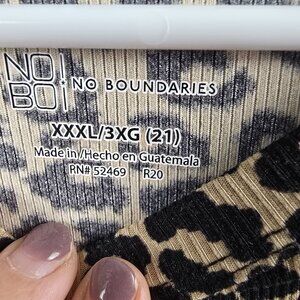 NO!
BO! NO BOUNDARIES
XXXL/3XG (21)
Made in/Hecho en Guatemala
RN# 52469 R20